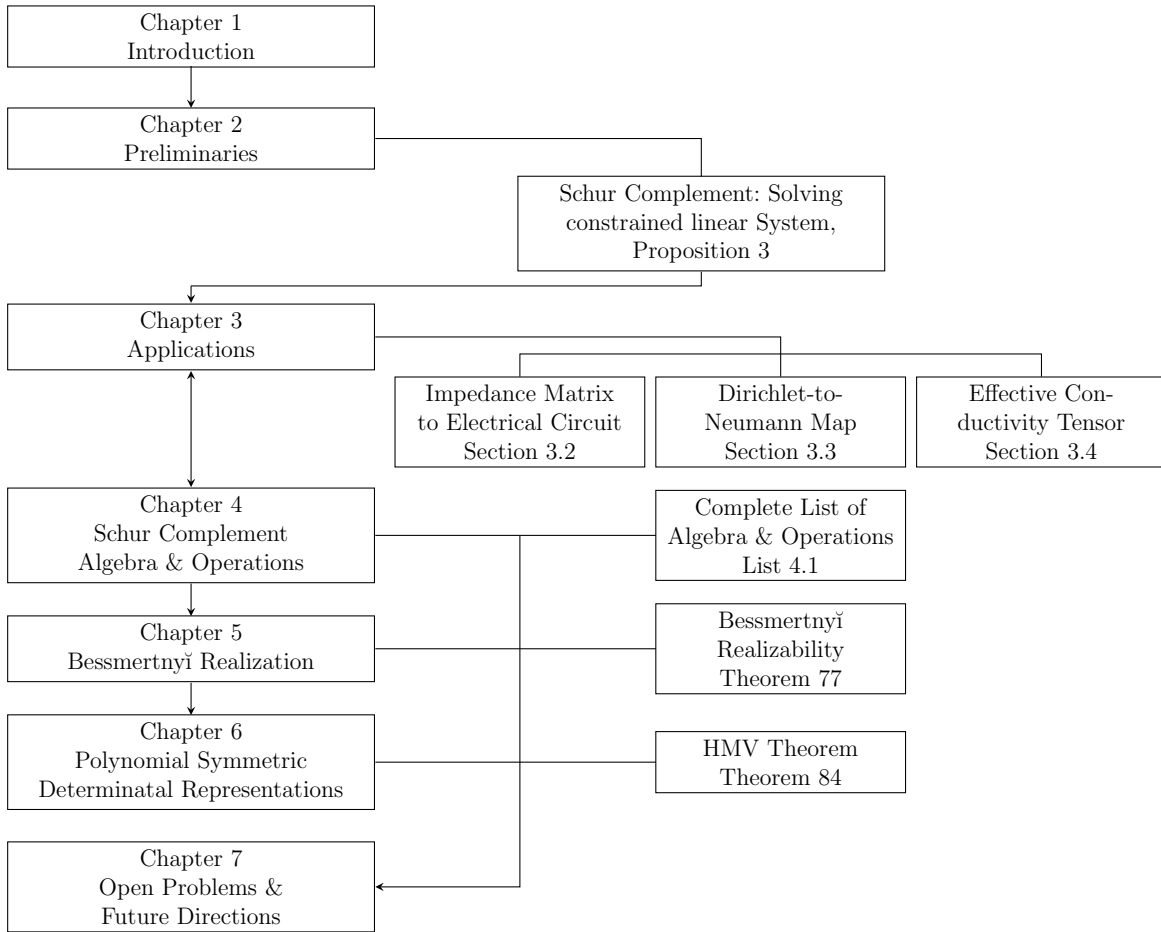 Chapter 1
Introduction
Chapter 2
Preliminaries
Schur Complement: Solving
constrained linear System,
Proposition 3
Chapter 3
Applications
Impedance Matrix
to Electrical Circuit
Section 3.2
Dirichlet-to-
Neumann Map
Section 3.3
Effective Con-
ductivity Tensor
Section 3.4
Chapter 4
Schur Complement
Algebra & Operations
Complete List of
Algebra & Operations
List 4.1
Chapter 5
Bessmertnyĭ Realization
Bessmertnyĭ
Realizability
Theorem 77
Chapter 6
Polynomial Symmetric
Determinatal Representations
HMV Theorem
Theorem 84
Chapter 7
Open Problems &
Future Directions